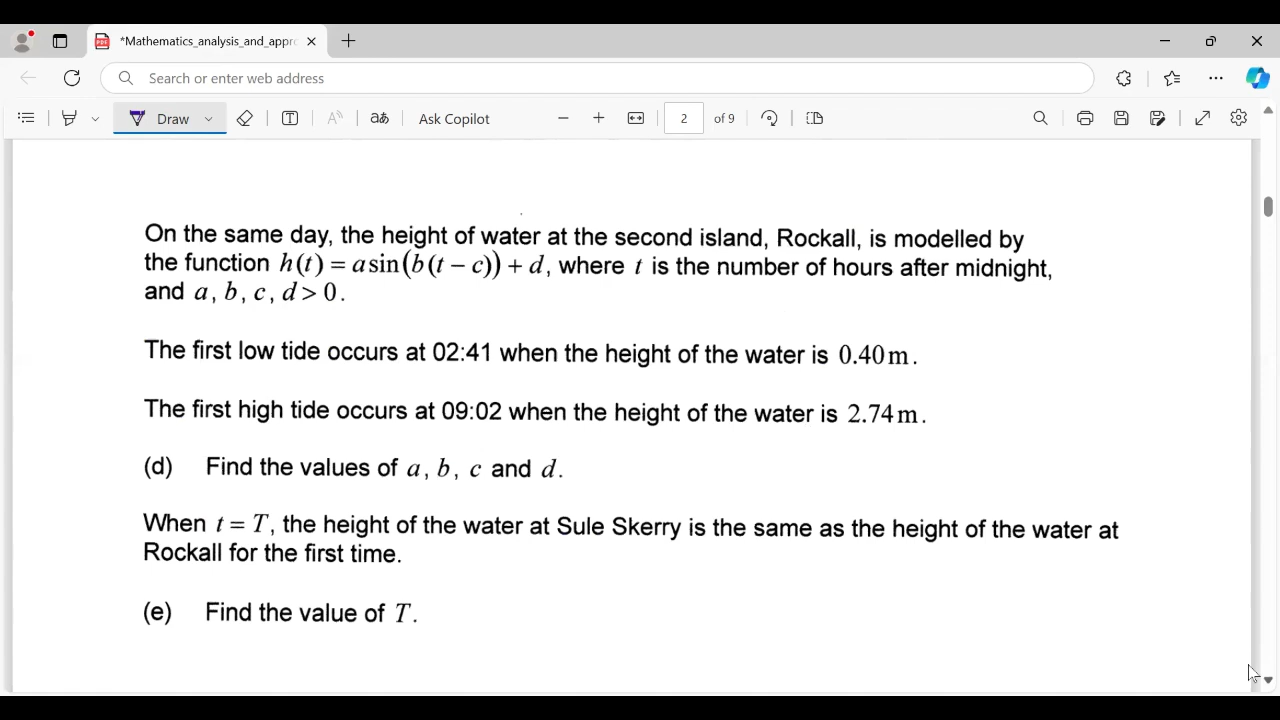 *Mathematics_analysis_and_appro
Search or enter web address
Draw
aあ
Ask Copilot
2 of 9
On the same day, the height of water at the second island, Rockall, is modelled by
the function h(t) = a sin(b(t − c)) + d, where t is the number of hours after midnight,
and a, b, c, d > 0.
The first low tide occurs at 02:41 when the height of the water is 0.40 m.
The first high tide occurs at 09:02 when the height of the water is 2.74 m.
(d) Find the values of a, b, c and d.
When t = T, the height of the water at Sule Skerry is the same as the height of the water at
Rockall for the first time.
(e) Find the value of T.